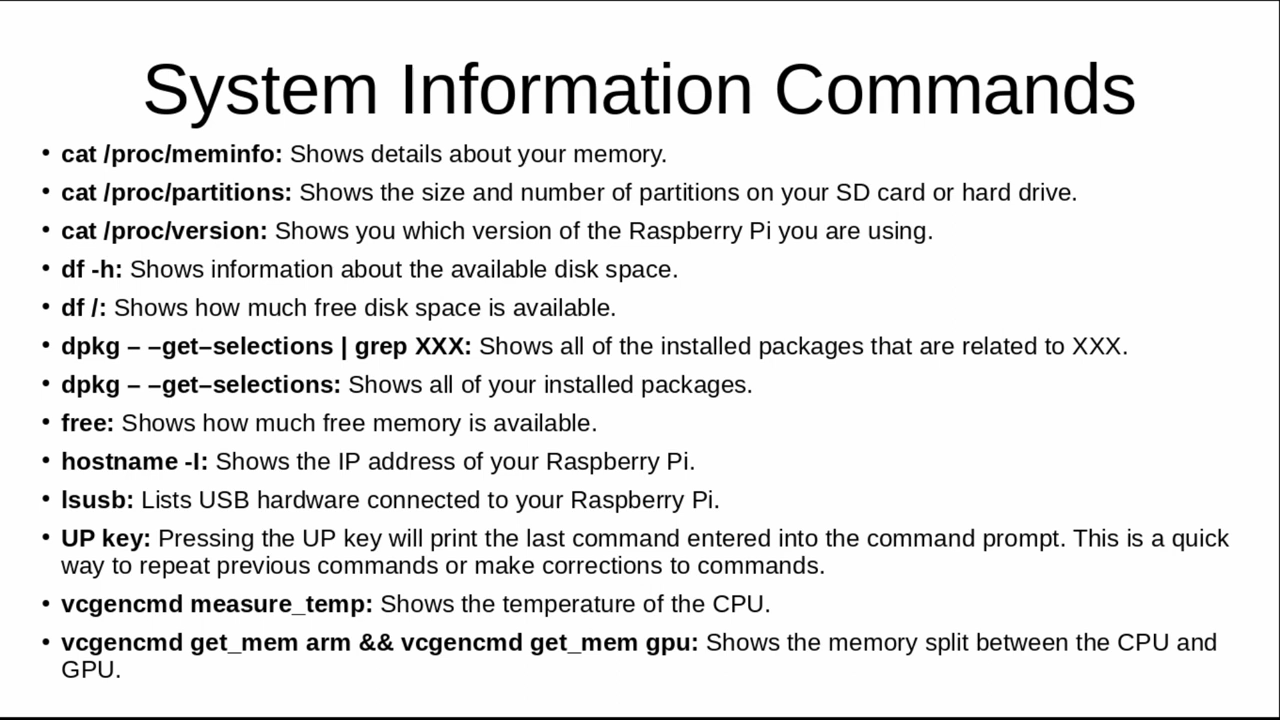 System Information Commands
• cat /proc/meminfo: Shows details about your memory.
• cat /proc/partitions: Shows the size and number of partitions on your SD card or hard drive.
• cat /proc/version: Shows you which version of the Raspberry Pi you are using.
• df -h: Shows information about the available disk space.
• df /: Shows how much free disk space is available.
• dpkg – –get–selections | grep XXX: Shows all of the installed packages that are related to XXX.
• dpkg – –get–selections: Shows all of your installed packages.
• free: Shows how much free memory is available.
• hostname -I: Shows the IP address of your Raspberry Pi.
• lsusb: Lists USB hardware connected to your Raspberry Pi.
• UP key: Pressing the UP key will print the last command entered into the command prompt. This is a quick
way to repeat previous commands or make corrections to commands.
• vcgencmd measure_temp: Shows the temperature of the CPU.
• vcgencmd get_mem arm && vcgencmd get_mem gpu: Shows the memory split between the CPU and
GPU.